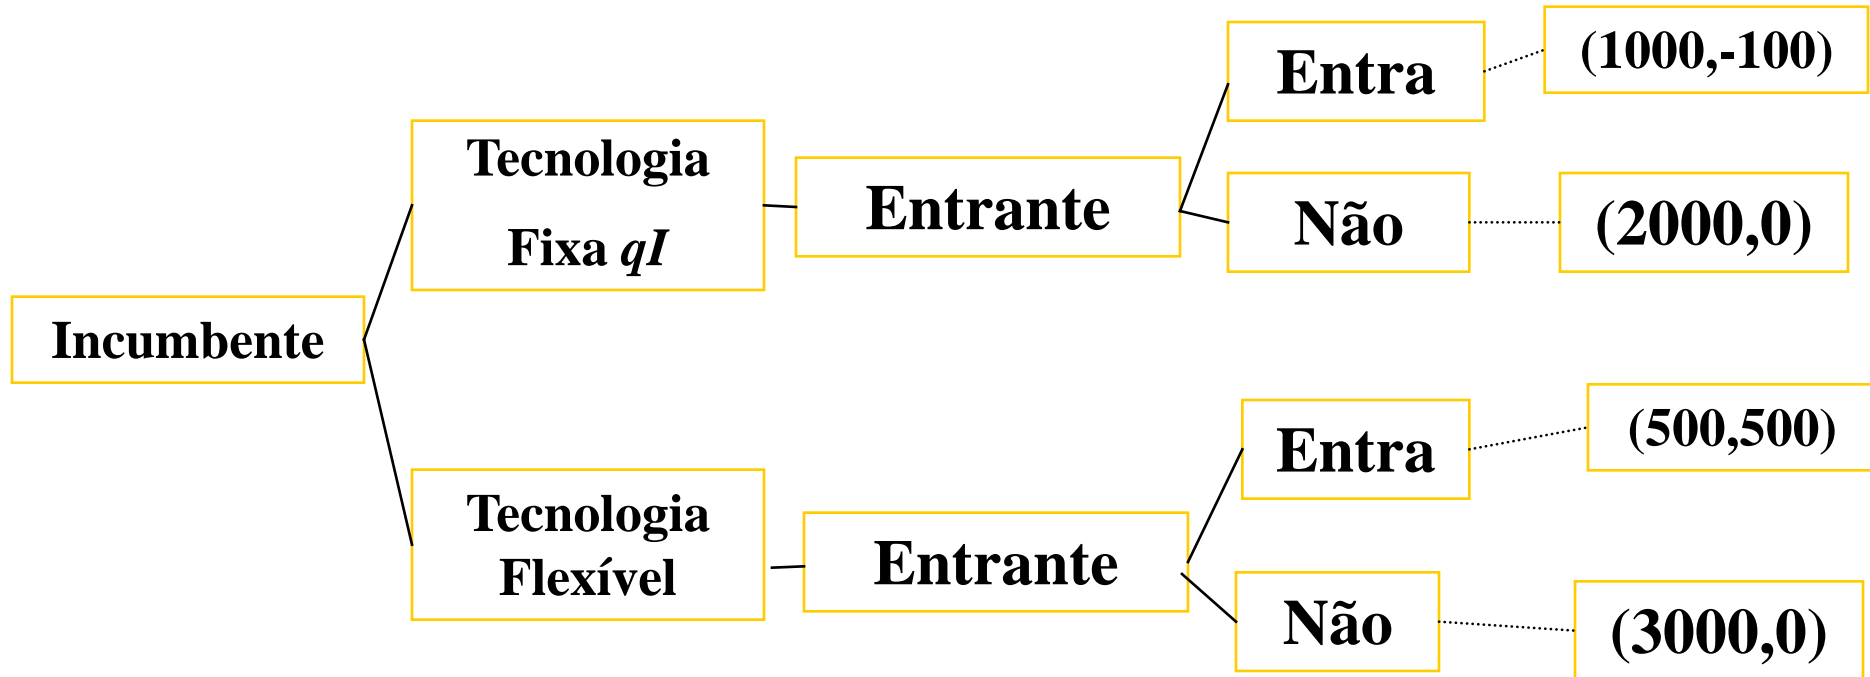 Incumbente
Tecnologia
Fixa qI
Entrante
Entra
(1000,-100)
Não
(2000,0)
Tecnologia
Flexível
Entrante
Entra
(500,500)
Não
(3000,0)